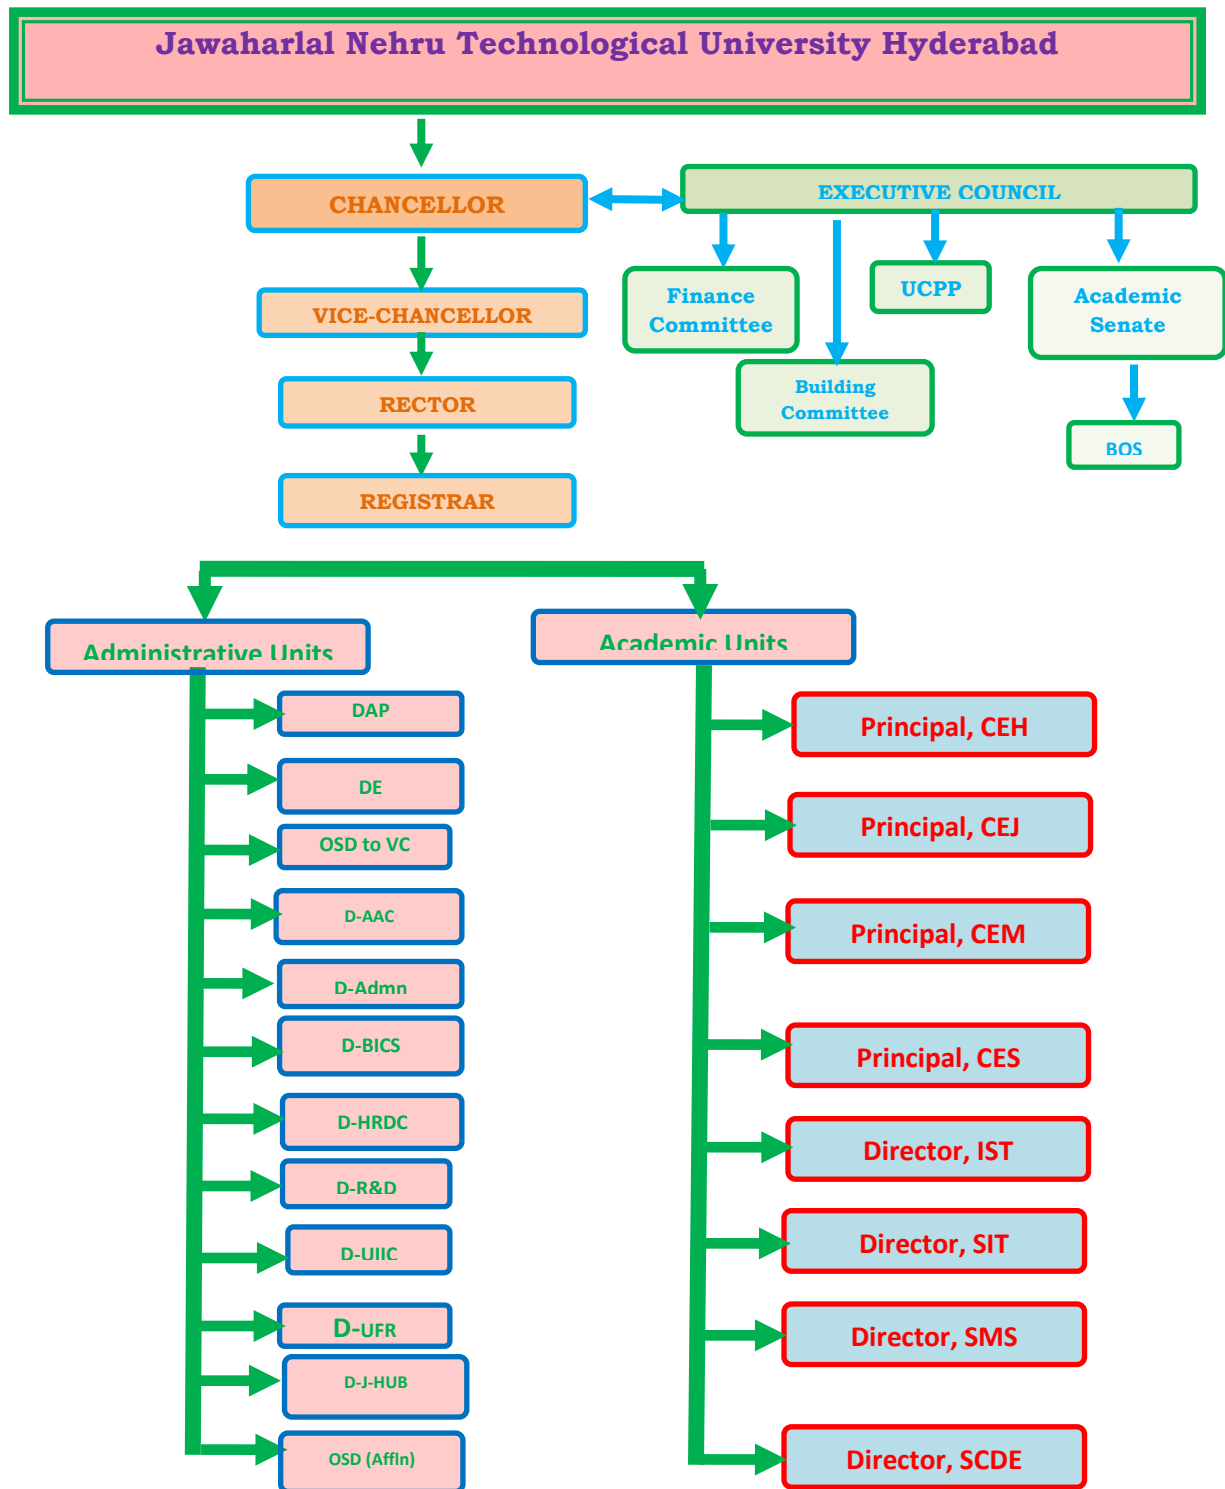 Jawaharlal Nehru Technological University Hyderabad
CHANCELLOR
EXECUTIVE COUNCIL
VICE-CHANCELLOR
RECTOR
REGISTRAR
Finance
Committee
Building
Committee
UCPP
Academic
Senate
BOS
Administrative Units
DAP
DE
OSD to VC
D-AAC
D-Admn
D-BICS
D-HRDC
D-R&D
D-UIIC
D-UFR
D-J-HUB
OSD (Affln)
Academic Units
Principal, CEH
Principal, CEJ
Principal, CEM
Principal, CES
Director, IST
Director, SIT
Director, SMS
Director, SCDE